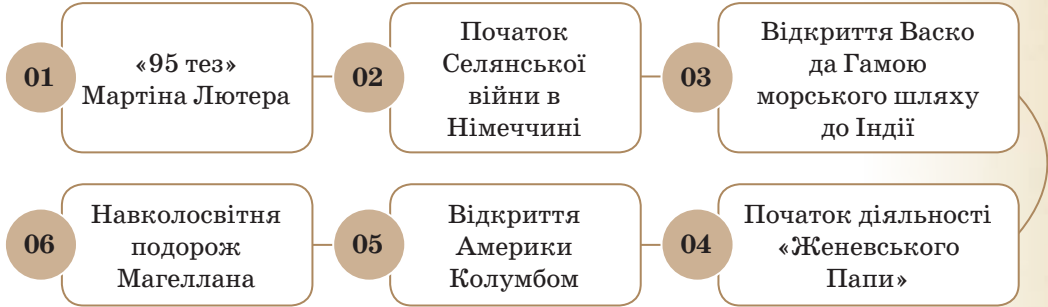 01
«95 тез»
Мартіна Лютера
02
Початок
Селянської
війни в
Німеччині
03
Відкриття Васко
да Гамою
морського шляху
до Індії
04
Початок діяльності
«Женевського
Папи»
05
Відкриття
Америки
Колумбом
06
Навколосвітня
подорож
Магеллана